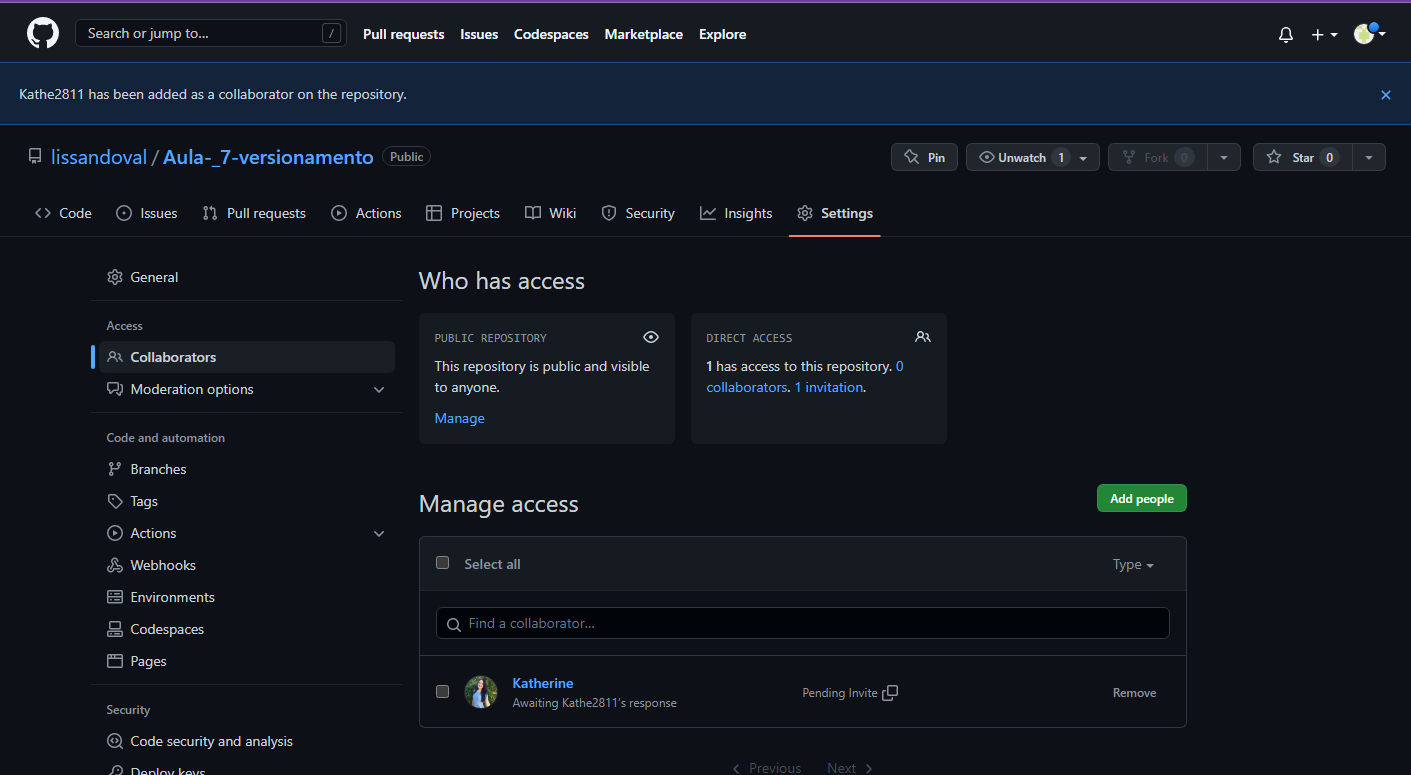 Search or jump to... /
Pull requests Issues Codespaces Marketplace Explore
Kathe2811 has been added as a collaborator on the repository.
lissandoval / Aula-_7-versionamento Public
Pin Unwatch 1 Fork 0 Star 0
Code Issues Pull requests Actions Projects Wiki Security Insights Settings
General
Access
Collaborators
Moderation options
Code and automation
Branches
Tags
Actions
Webhooks
Environments
Codespaces
Pages
Security
Code security and analysis
Deploy keys
Who has access
PUBLIC REPOSITORY
This repository is public and visible
to anyone.
Manage
DIRECT ACCESS
1 has access to this repository. 0
collaborators. 1 invitation.
Manage access
Add people
Select all Type
Find a collaborator...
Katherine
Awaiting Kathe2811's response
Pending Invite
Remove
Previous Next